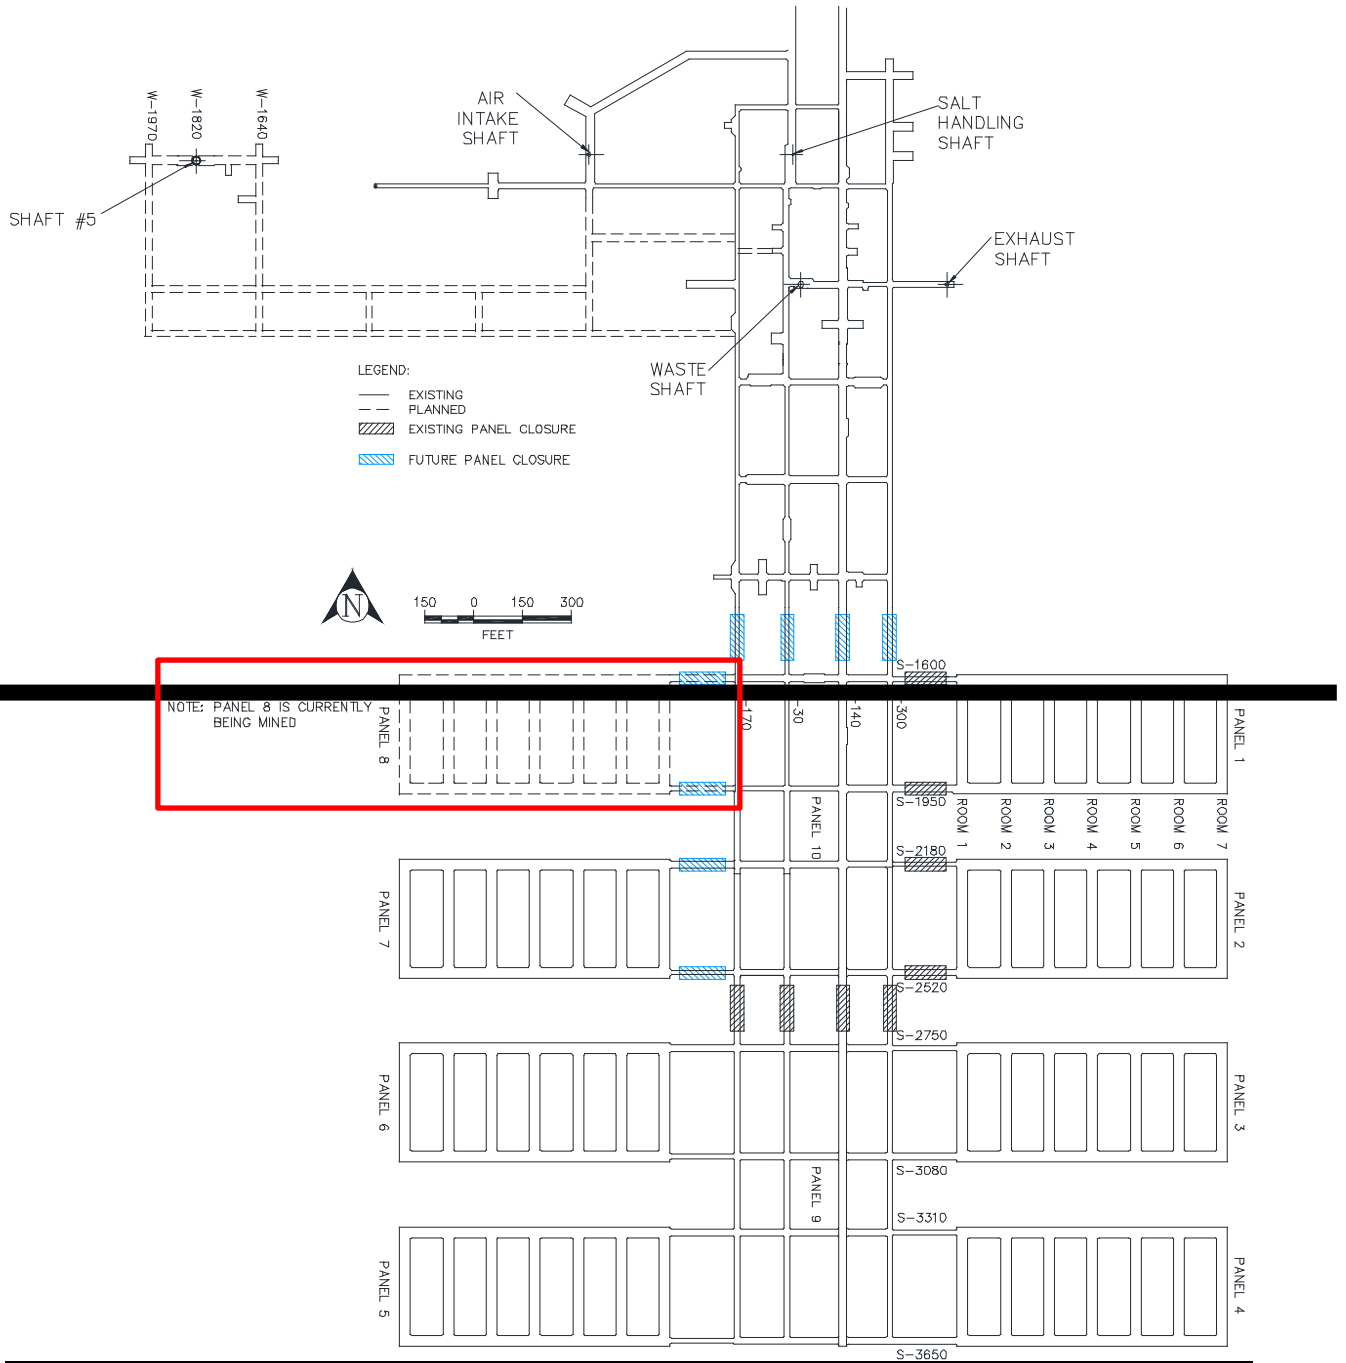 W-1970
W-1820
W-1640
AIR
INTAKE
SHAFT
SALT
HANDLING
SHAFT
SHAFT #5
EXHAUST
SHAFT
WASTE
SHAFT
LEGEND:
EXISTING
PLANNED
EXISTING PANEL CLOSURE
FUTURE PANEL CLOSURE
N
150 0 150 300
FEET
S-1600
NOTE: PANEL 8 IS CURRENTLY
BEING MINED
PANEL 8
-170
-30
-140
-300
PANEL 1
S-1950
PANEL 10
ROOM 1
ROOM 2
ROOM 3
ROOM 4
ROOM 5
ROOM 6
ROOM 7
S-2180
PANEL 7
PANEL 2
S-2520
S-2750
PANEL 6
PANEL 3
S-3080
PANEL 9
S-3310
PANEL 5
PANEL 4
S-3650